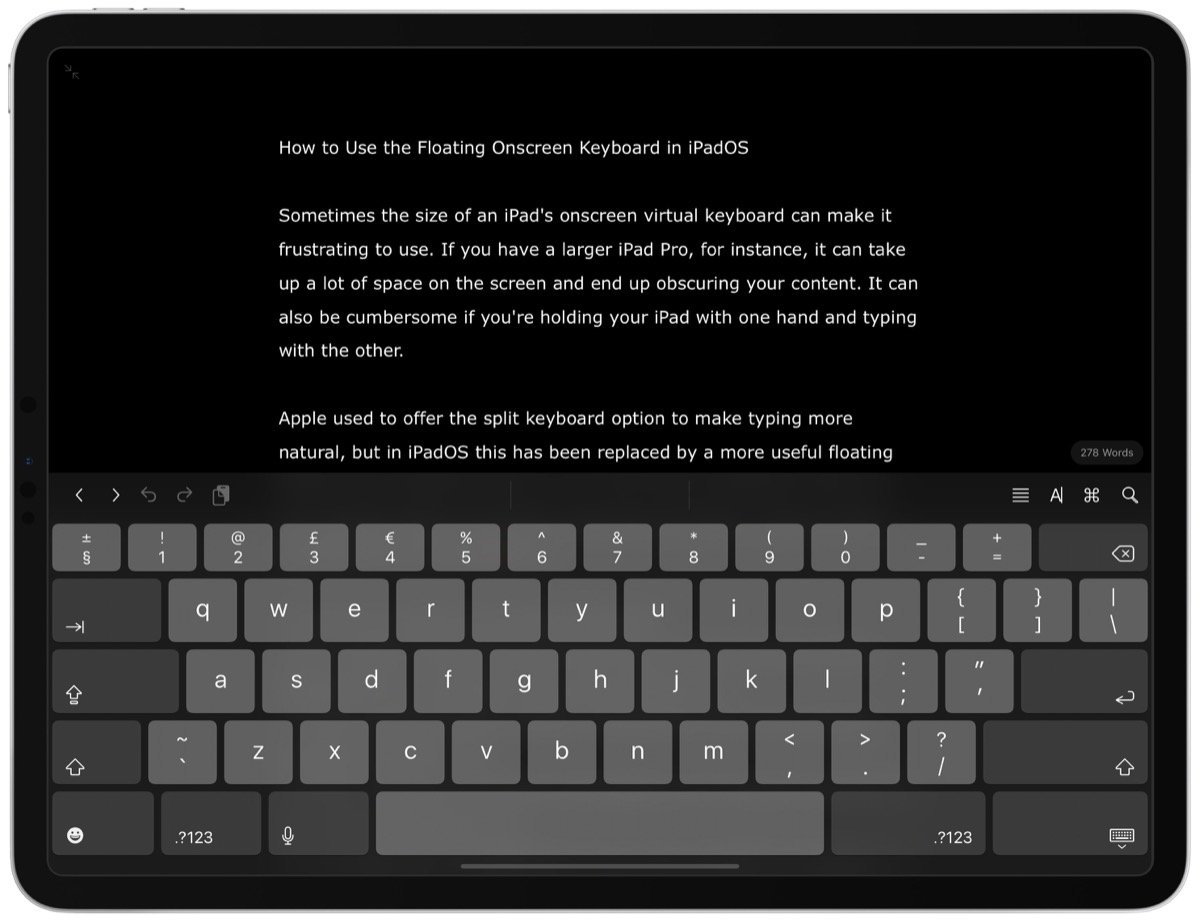 How to Use the Floating Onscreen Keyboard in iPadOS
Sometimes the size of an iPad's onscreen virtual keyboard can make it
frustrating to use. If you have a larger iPad Pro, for instance, it can take
up a lot of space on the screen and end up obscuring your content. It can
also be cumbersome if you're holding your iPad with one hand and typing
with the other.
Apple used to offer the split keyboard option to make typing more
natural, but in iPadOS this has been replaced by a more useful floating
278 Words
A
± ! @ £ € % ^ & * ( ) _ +
§ 1 2 3 4 5 6 7 8 9 0 - =
q w e r t y u i o p { } |
[ ] \
a s d f g h j k l : "
; '
~ z x c v b n m < > ?
` , . /
.?123 .?123